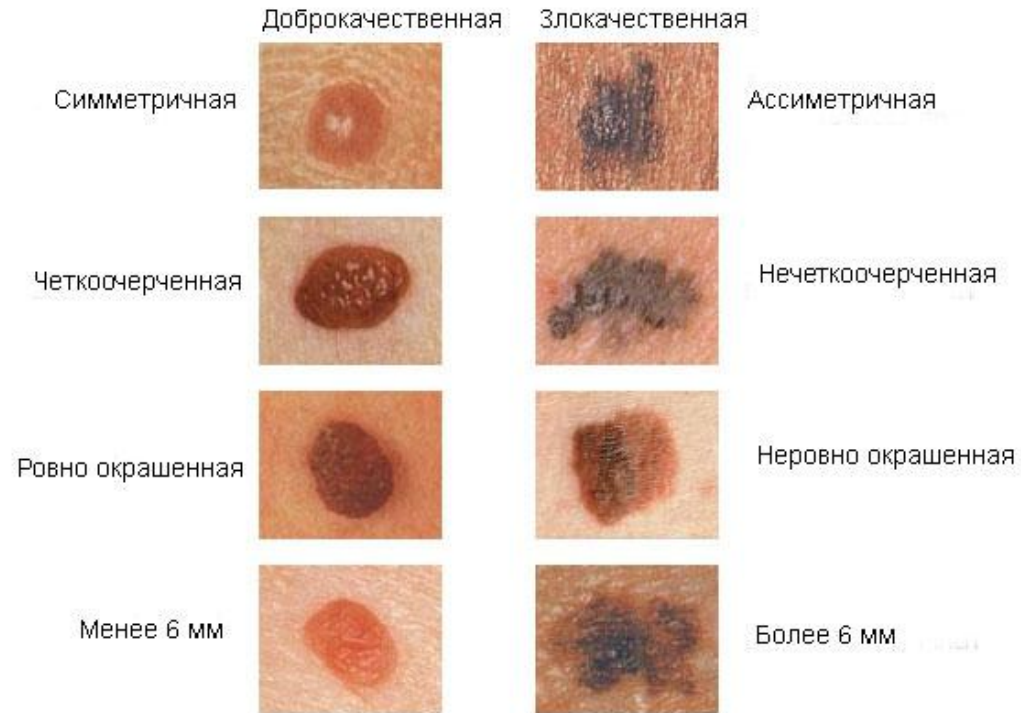 Доброкачественная Злокачественная
Симметричная Ассиметричная
Четкоочерченная Нечеткоочерченная
Ровно окрашенная Неровно окрашенная
Менее 6 мм Более 6 мм